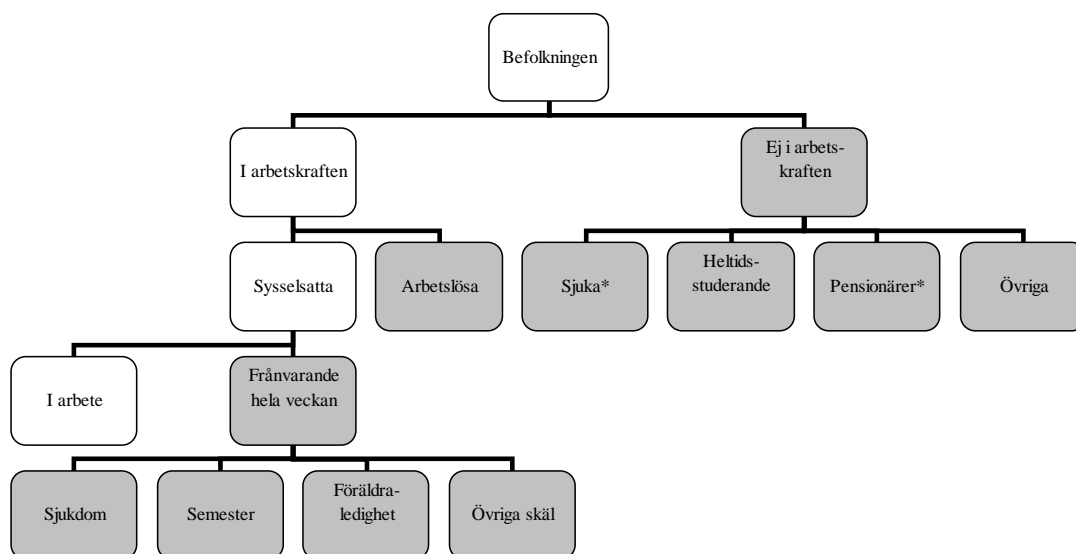 Befolkningen
I arbetskraften
Ej i arbets-
kraften
Sysselsatta
Arbetslösa
Sjuka*
Heltids-
studerande
Pensionärer*
Övriga
I arbete
Frånvarande
hela veckan
Sjukdom
Semester
Föräldra-
ledighet
Övriga skäl